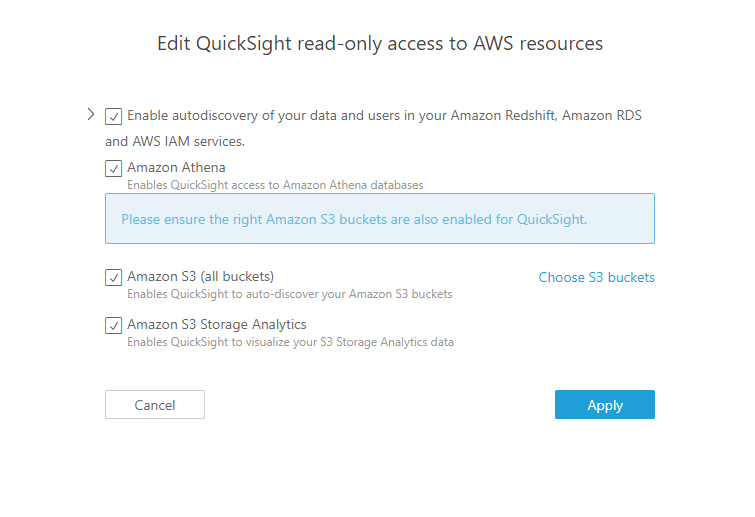 Edit QuickSight read-only access to AWS resources
Enable autodiscovery of your data and users in your Amazon Redshift, Amazon RDS
and AWS IAM services.
Amazon Athena
Enables QuickSight access to Amazon Athena databases
Please ensure the right Amazon S3 buckets are also enabled for QuickSight.
Amazon S3 (all buckets)
Choose S3 buckets
Enables QuickSight to auto-discover your Amazon S3 buckets
Amazon S3 Storage Analytics
Enables QuickSight to visualize your S3 Storage Analytics data
Cancel
Apply